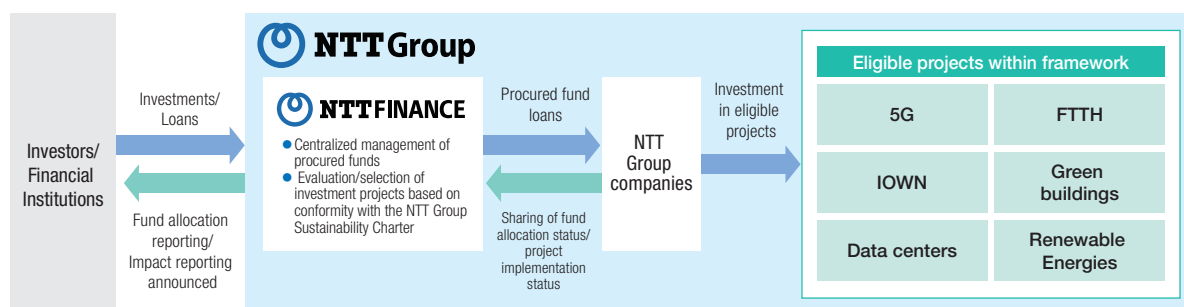 Investors/
Financial
Institutions
Investments/
Loans
Fund allocation
reporting/
Impact reporting
announced
NTT Group
NTT FINANCE
● Centralized management of
procured funds
● Evaluation/selection of
investment projects based on
conformity with the NTT Group
Sustainability Charter
Procured fund
loans
Sharing of fund
allocation status/
project
implementation
status
NTT
Group
companies
Investment
in eligible
projects
Eligible projects within framework
5G
FTTH
IOWN
Green
buildings
Data centers
Renewable
Energies